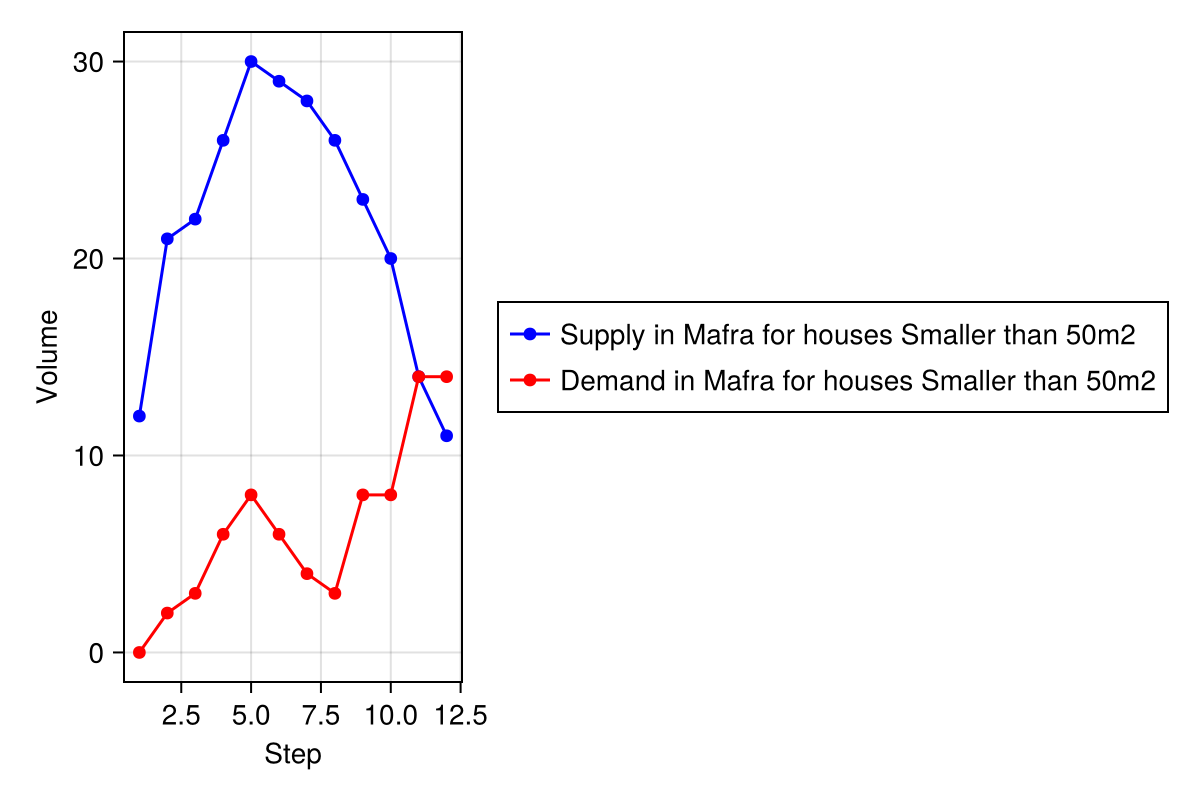 30
20
10
0
Volume
2.5 5.0 7.5 10.0 12.5
Step
Supply in Mafra for houses Smaller than 50m2
Demand in Mafra for houses Smaller than 50m2